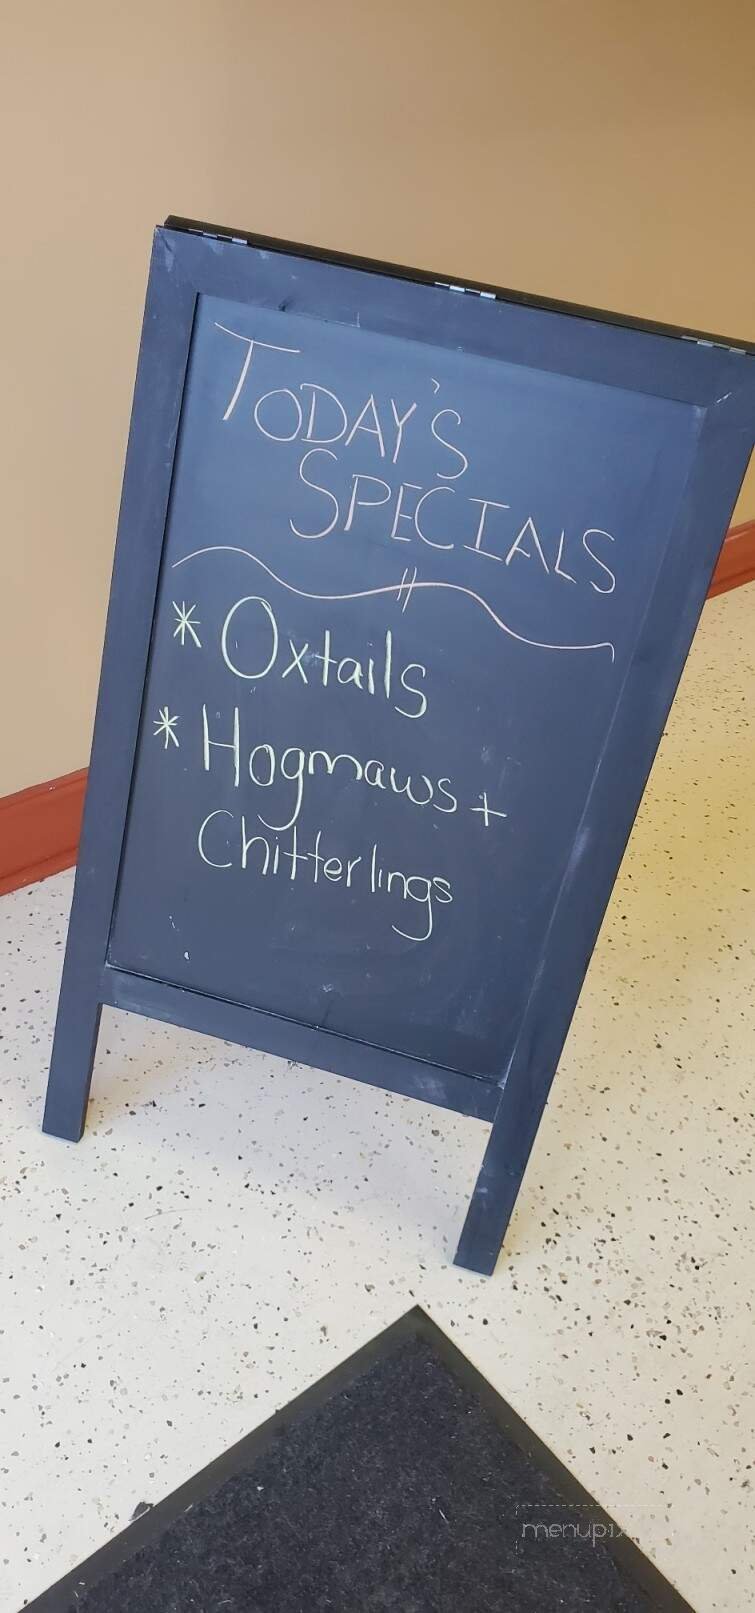 TODAY'S
SPECIALS
* Oxtails
* Hogmaws +
Chitterlings
menupix